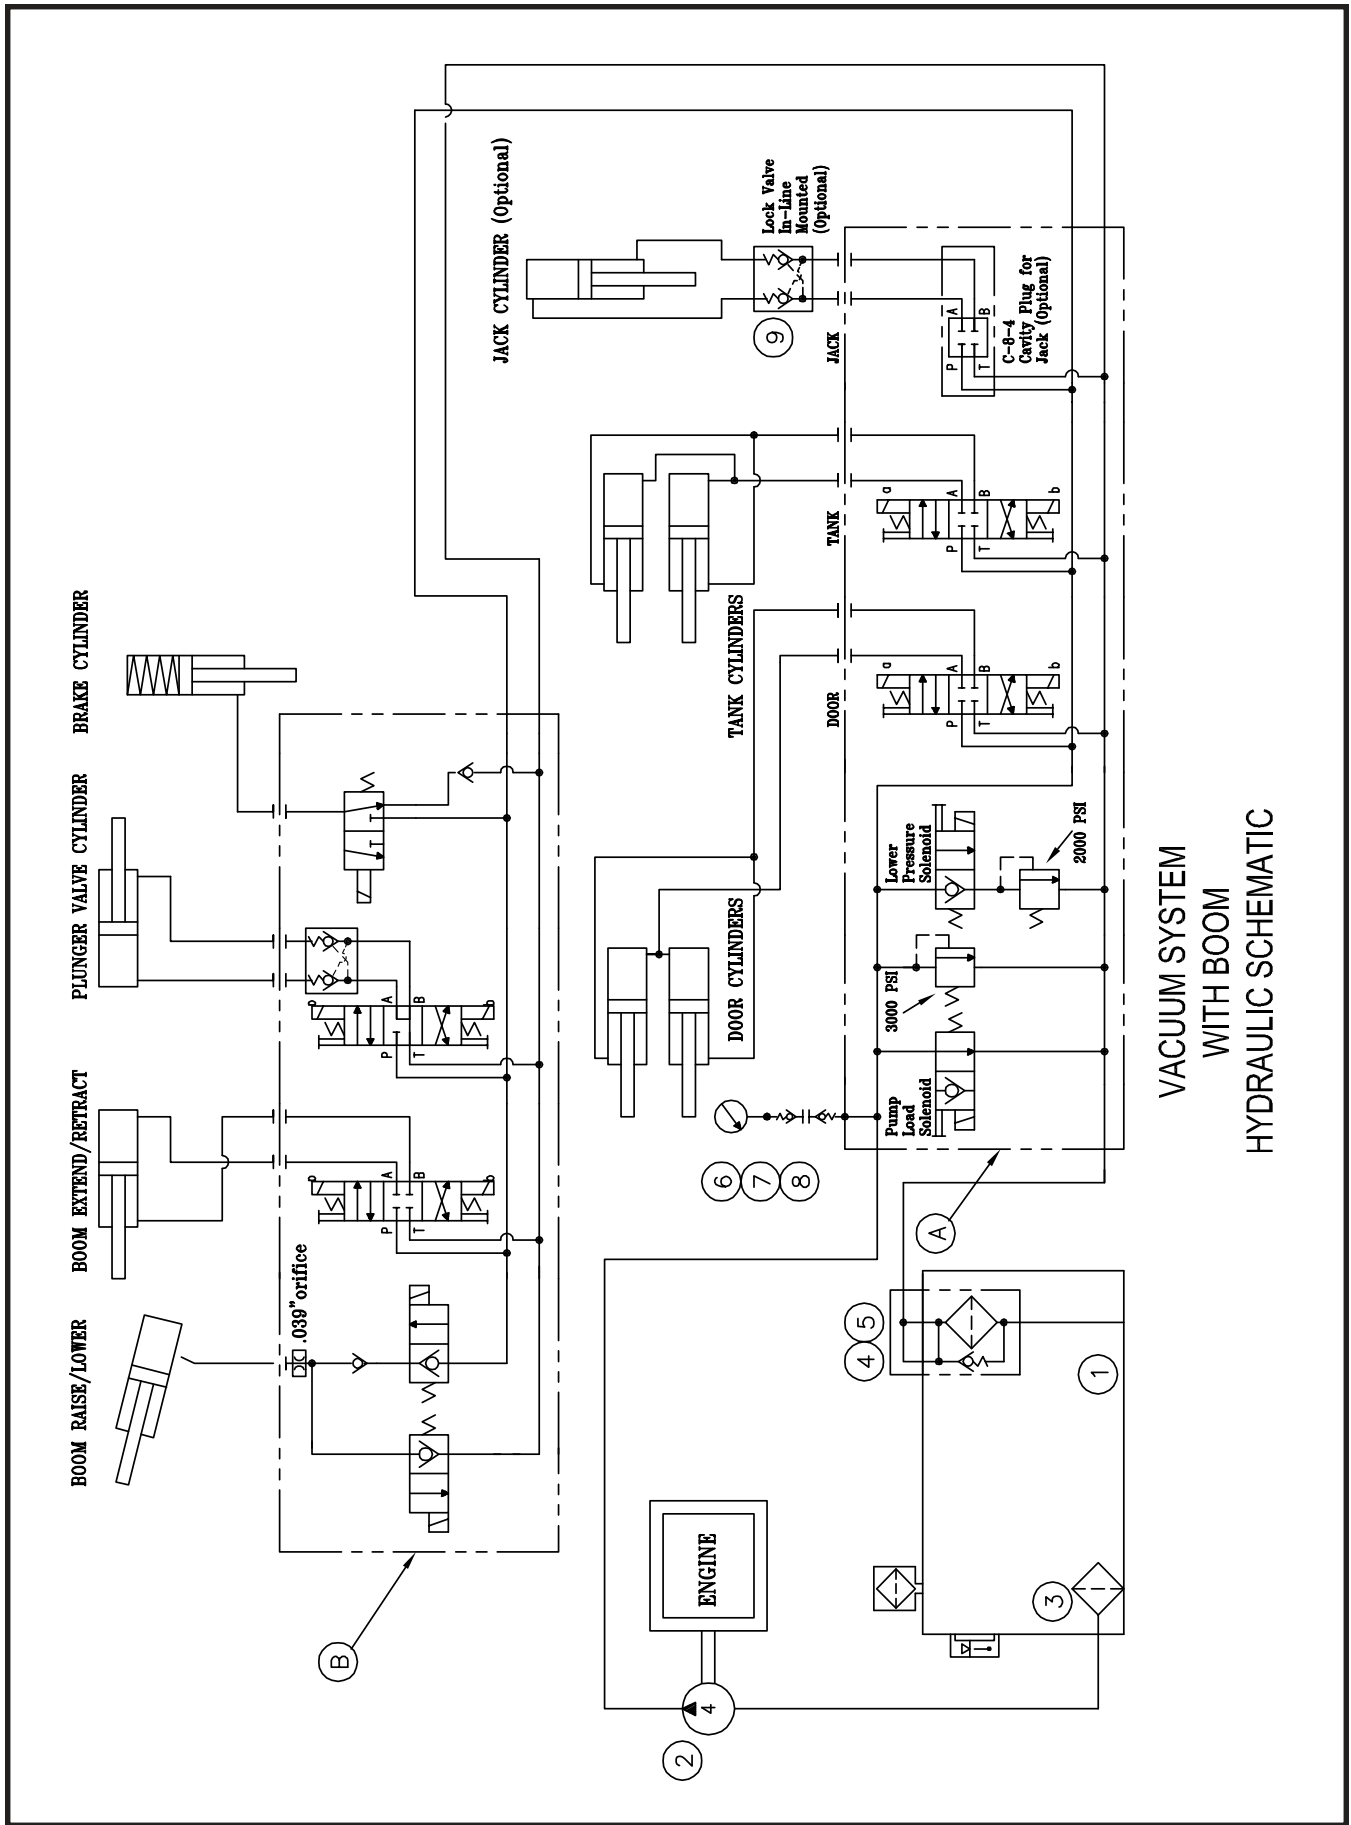 BOOM RAISE/LOWER
BOOM EXTEND/RETRACT
PLUNGER VALVE CYLINDER
BRAKE CYLINDER
.039"orifice
P
T
A
B
a
b
P
T
A
B
a
b
B
JACK CYLINDER (Optional)
Lock Valve
In-Line
Mounted
(Optional)
9
TANK CYLINDERS
DOOR CYLINDERS
ENGINE
4
2
6
7
8
DOOR
TANK
JACK
Pump
Load
Solenoid
3000 PSI
Lower
Pressure
Solenoid
2000 PSI
a
P
T
A
B
b
a
P
T
A
B
b
P
T
A
B
C-8-4
Cavity Plug for
Jack (Optional)
A
4
5
3
1
VACUUM SYSTEM
WITH BOOM
HYDRAULIC SCHEMATIC